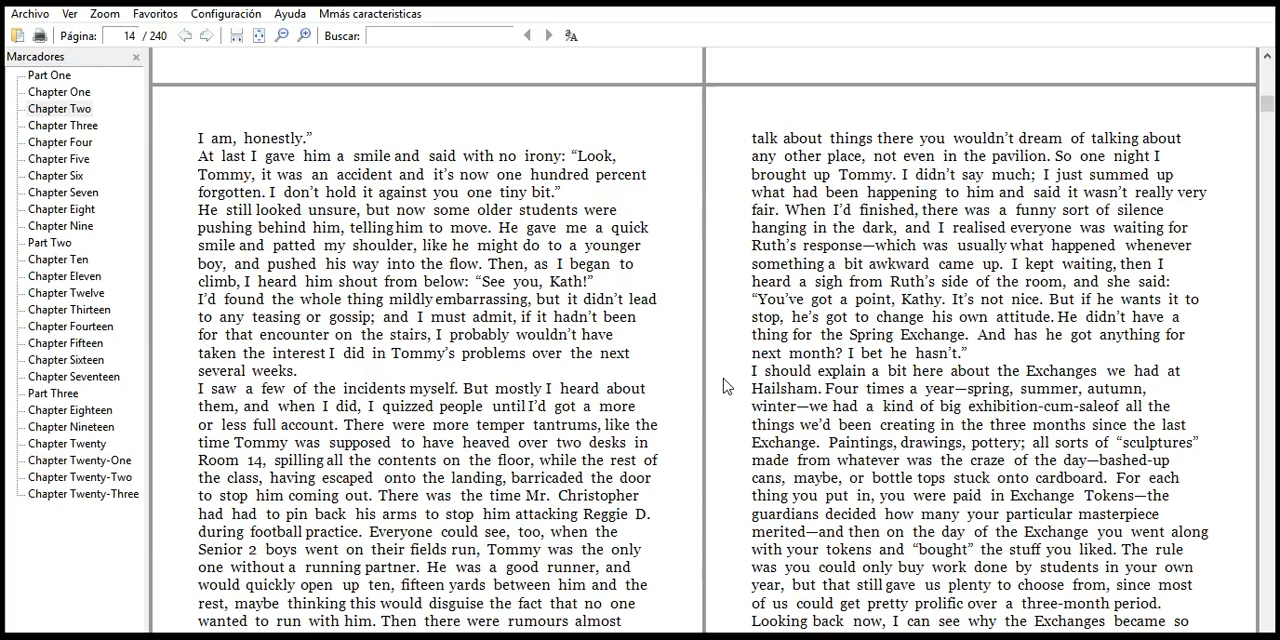 Archivo Ver Zoom Favoritos Configuración Ayuda Mmás caracteristicas
Página: 14 / 240 Buscar:
Marcadores
Part One
Chapter One
Chapter Two
Chapter Three
Chapter Four
Chapter Five
Chapter Six
Chapter Seven
Chapter Eight
Chapter Nine
Part Two
Chapter Ten
Chapter Eleven
Chapter Twelve
Chapter Thirteen
Chapter Fourteen
Chapter Fifteen
Chapter Sixteen
Chapter Seventeen
Part Three
Chapter Eighteen
Chapter Nineteen
Chapter Twenty
Chapter Twenty-One
Chapter Twenty-Two
Chapter Twenty-Three
I am, honestly.”
At last I gave him a smile and said with no irony: “Look,
Tommy, it was an accident and it’s now one hundred percent
forgotten. I don’t hold it against you one tiny bit.”
He still looked unsure, but now some older students were
pushing behind him, telling him to move. He gave me a quick
smile and patted my shoulder, like he might do to a younger
boy, and pushed his way into the flow. Then, as I began to
climb, I heard him shout from below: “See you, Kath!”
I’d found the whole thing mildly embarrassing, but it didn’t lead
to any teasing or gossip; and I must admit, if it hadn’t been
for that encounter on the stairs, I probably wouldn’t have
taken the interest I did in Tommy’s problems over the next
several weeks.
I saw a few of the incidents myself. But mostly I heard about
them, and when I did, I quizzed people until I’d got a more
or less full account. There were more temper tantrums, like the
time Tommy was supposed to have heaved over two desks in
Room 14, spilling all the contents on the floor, while the rest of
the class, having escaped onto the landing, barricaded the door
to stop him coming out. There was the time Mr. Christopher
had had to pin back his arms to stop him attacking Reggie D.
during football practice. Everyone could see, too, when the
Senior 2 boys went on their fields run, Tommy was the only
one without a running partner. He was a good runner, and
would quickly open up ten, fifteen yards between him and the
rest, maybe thinking this would disguise the fact that no one
wanted to run with him. Then there were rumours almost
talk about things there you wouldn’t dream of talking about
any other place, not even in the pavilion. So one night I
brought up Tommy. I didn’t say much; I just summed up
what had been happening to him and said it wasn’t really very
fair. When I’d finished, there was a funny sort of silence
hanging in the dark, and I realised everyone was waiting for
Ruth’s response—which was usually what happened whenever
something a bit awkward came up. I kept waiting, then I
heard a sigh from Ruth’s side of the room, and she said:
“You’ve got a point, Kathy. It’s not nice. But if he wants it to
stop, he’s got to change his own attitude. He didn’t have a
thing for the Spring Exchange. And has he got anything for
next month? I bet he hasn’t.”
I should explain a bit here about the Exchanges we had at
Hailsham. Four times a year—spring, summer, autumn,
winter—we had a kind of big exhibition-cum-saleof all the
things we’d been creating in the three months since the last
Exchange. Paintings, drawings, pottery; all sorts of “sculptures”
made from whatever was the craze of the day—bashed-up
cans, maybe, or bottle tops stuck onto cardboard. For each
thing you put in, you were paid in Exchange Tokens—the
guardians decided how many your particular masterpiece
merited—and then on the day of the Exchange you went along
with your tokens and “bought” the stuff you liked. The rule
was you could only buy work done by students in your own
year, but that still gave us plenty to choose from, since most
of us could get pretty prolific over a three-month period.
Looking back now, I can see why the Exchanges became so